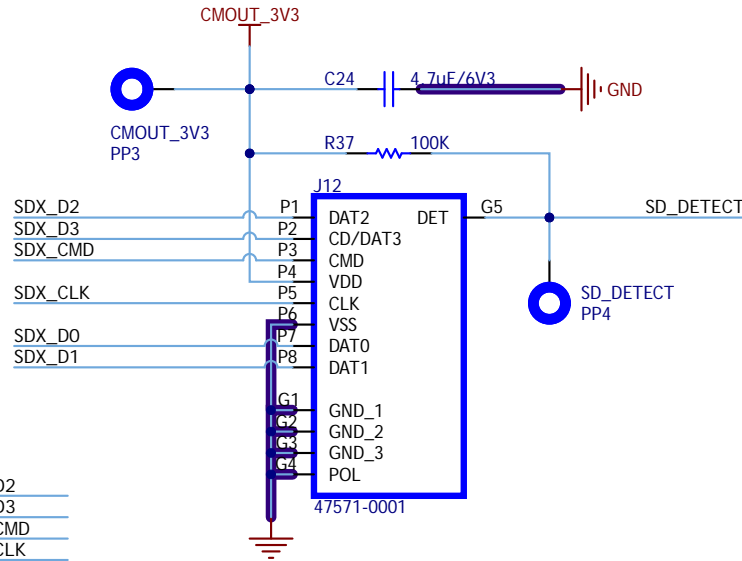 CMOUT_3V3
C24 4.7uF/6V3
GND
CMOUT_3V3
PP3
R37 100K
J12
SDX_D2 P1 DAT2 DET G5 SD_DETECT
SDX_D3 P2 CD/DAT3
SDX_CMD P3 CMD
P4 VDD
SDX_CLK P5 CLK
SD_DETECT
PP4
P6 VSS
SDX_D0 P7 DAT0
SDX_D1 P8 DAT1
G1 GND_1
G2 GND_2
G3 GND_3
G4 POL
47571-0001
D2
D3
CMD
CLK